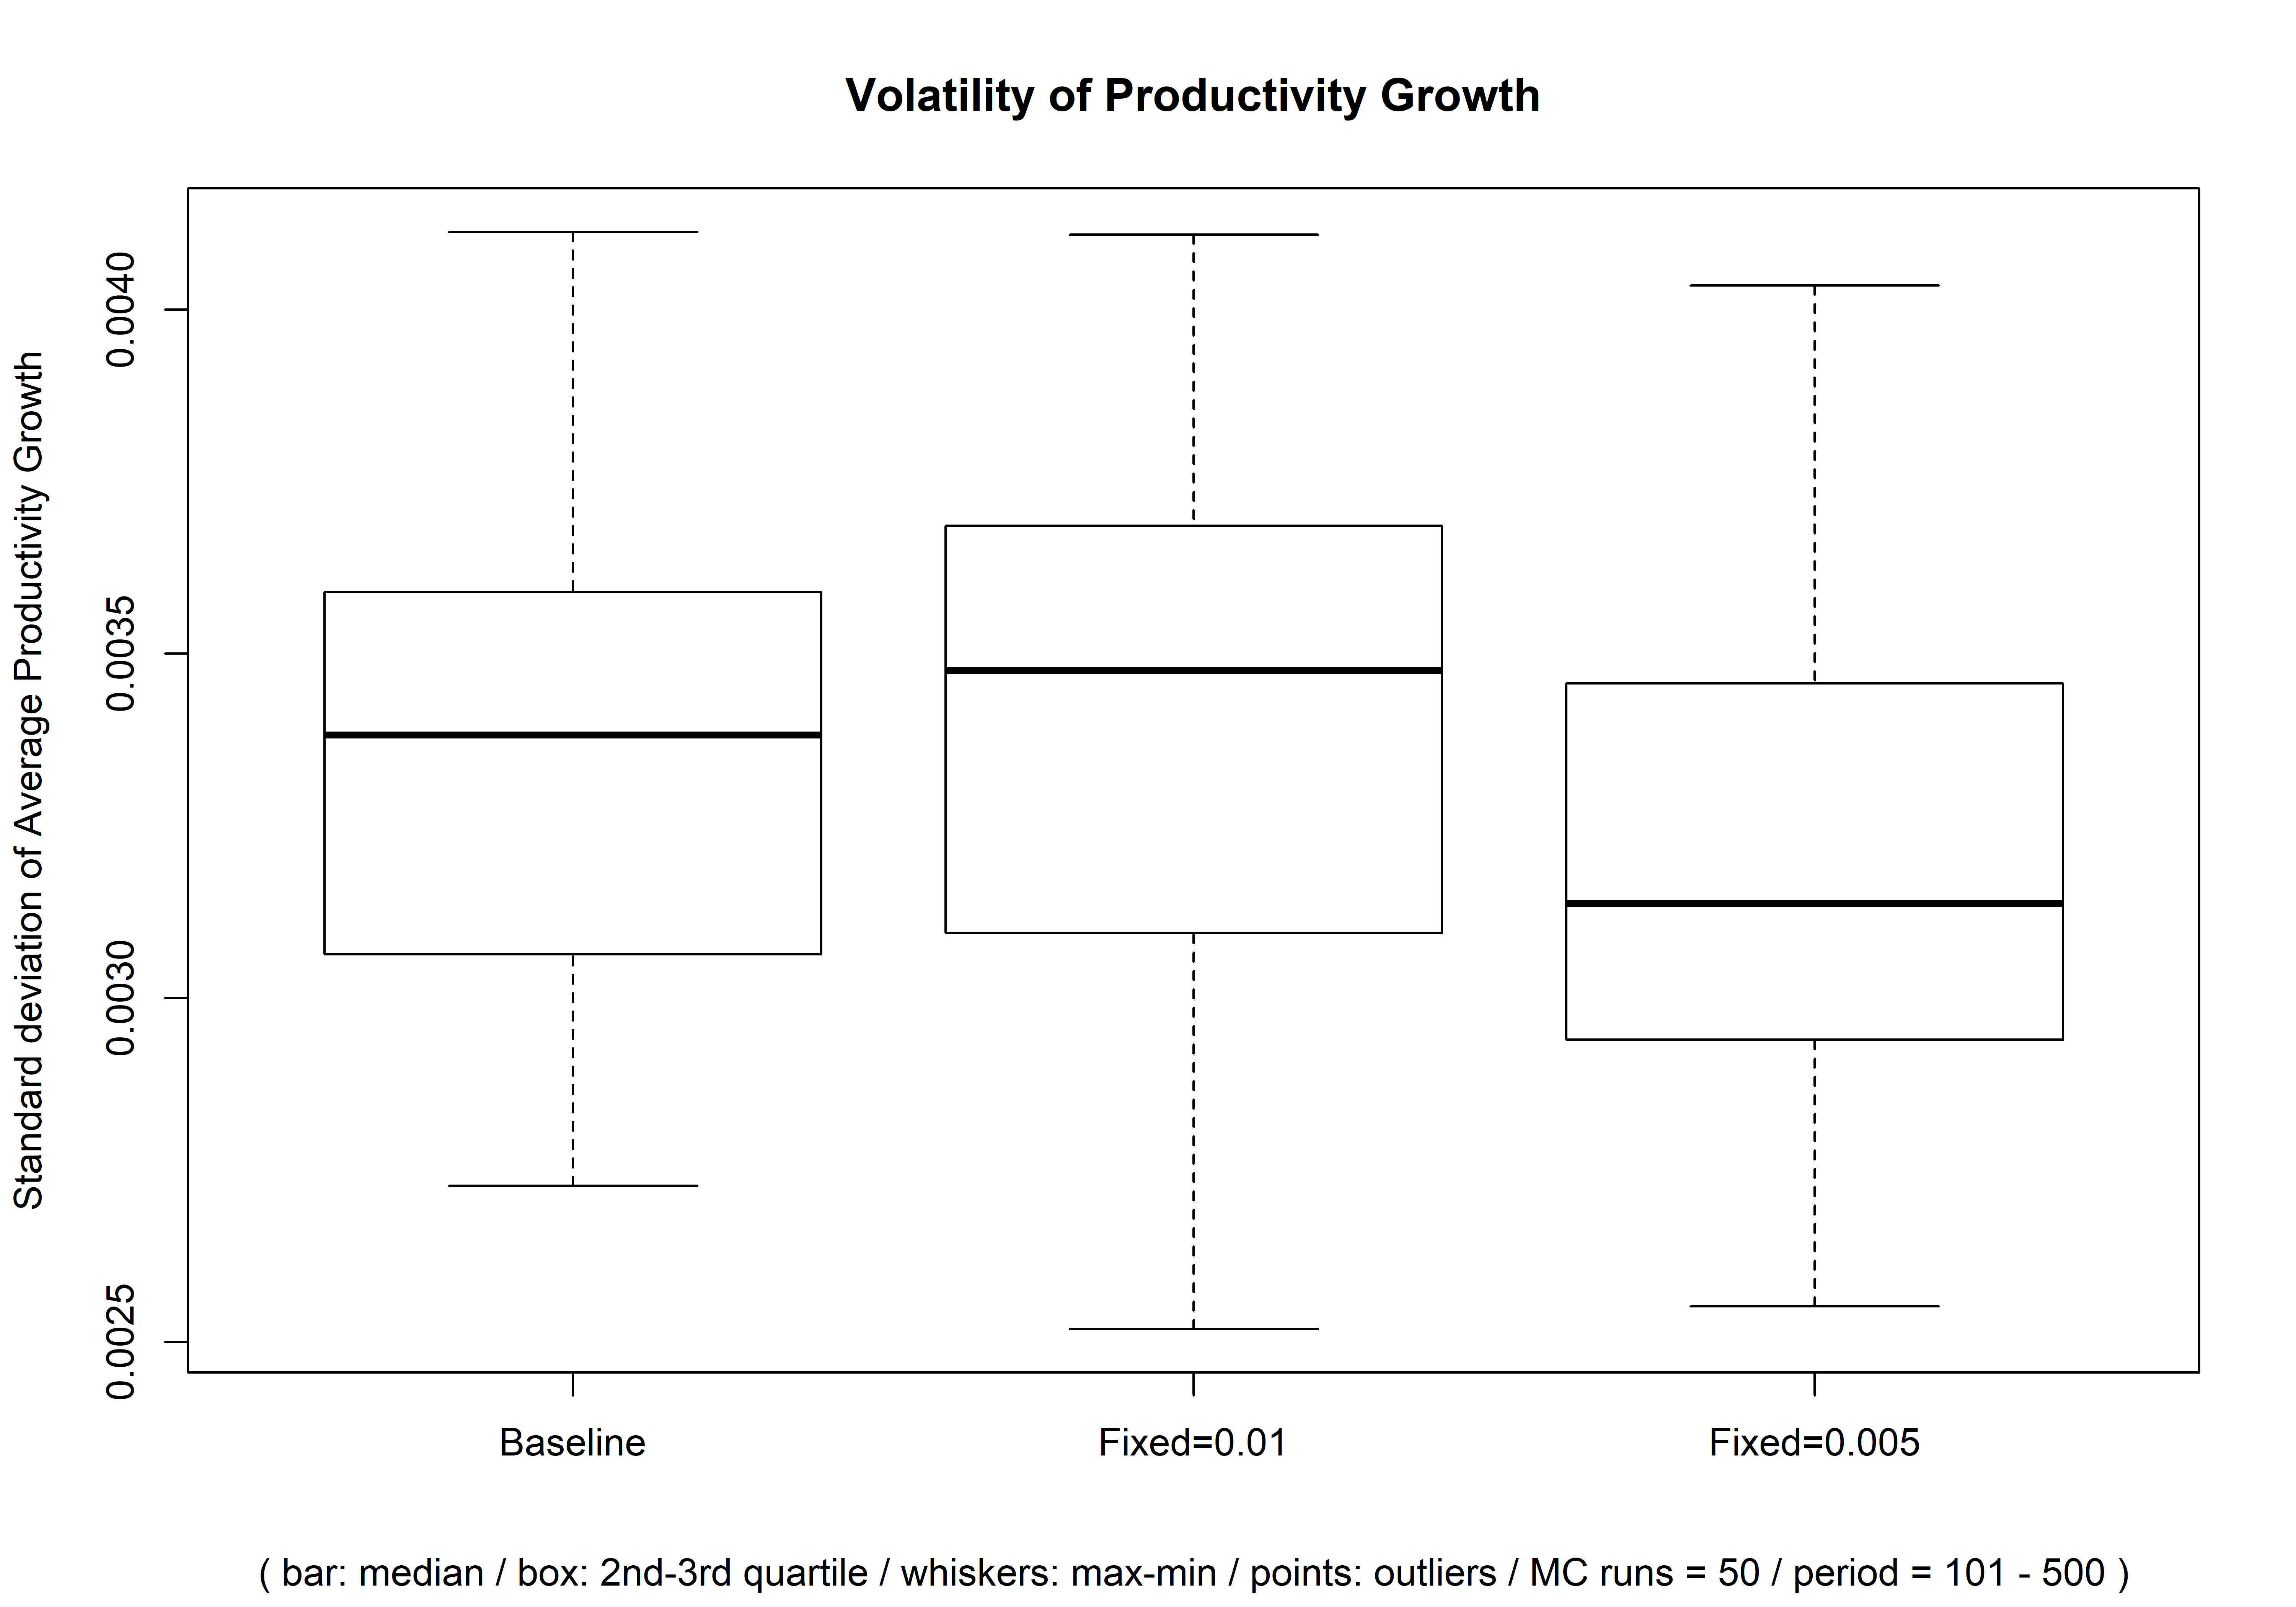 Volatility of Productivity Growth
Standard deviation of Average Productivity Growth
0.0040
0.0035
0.0030
0.0025
Baseline
Fixed=0.01
Fixed=0.005
( bar: median / box: 2nd-3rd quartile / whiskers: max-min / points: outliers / MC runs = 50 / period = 101 - 500 )